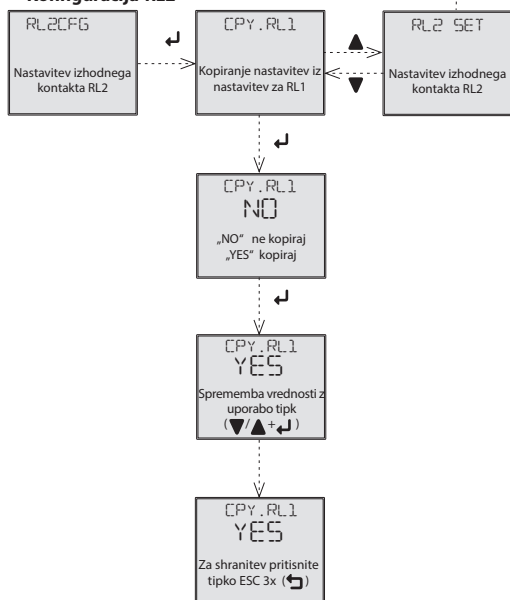 Konfiguracija RL2
RL2CFG
Nastavitev izhodnega
kontakta RL2
CPY.RL1
Kopiranje nastavitev iz
nastavitev za RL1
RL2 SET
Nastavitev izhodnega
kontakta RL2
CPY.RL1
NO
„NO“ ne kopiraj
„YES“ kopiraj
CPY.RL1
YES
Sprememba vrednosti z
uporabo tipk
(▼/▲+↵)
CPY.RL1
YES
Za shranitev pritisnite
tipko ESC 3x (⮌)